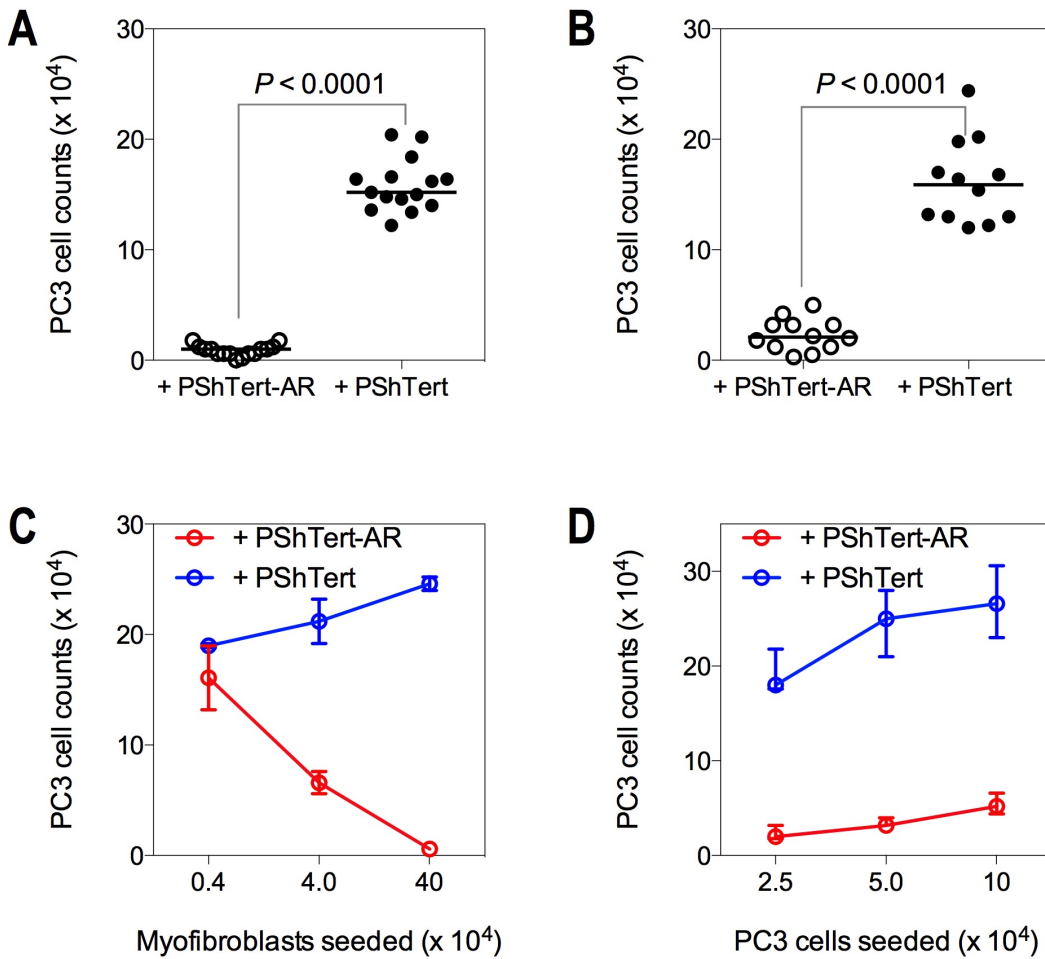 A
30
20
10
0
PC3 cell counts (x 10⁴)
P < 0.0001
+ PShTert-AR
+ PShTert
B
30
20
10
0
PC3 cell counts (x 10⁴)
P < 0.0001
+ PShTert-AR
+ PShTert
C
30
20
10
0
PC3 cell counts (x 10⁴)
+ PShTert-AR
+ PShTert
0.4
4.0
40
Myofibroblasts seeded (x 10⁴)
D
30
20
10
0
PC3 cell counts (x 10⁴)
+ PShTert-AR
+ PShTert
2.5
5.0
10
PC3 cells seeded (x 10⁴)